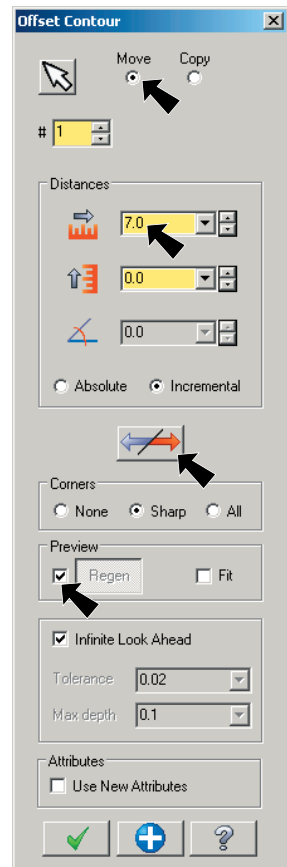 Offset Contour
Move Copy
# 1
Distances
7.0
0.0
0.0
Absolute Incremental
Corners
None Sharp All
Preview
Regen Fit
Infinite Look Ahead
Tolerance 0.02
Max depth 0.1
Attributes
Use New Attributes
?